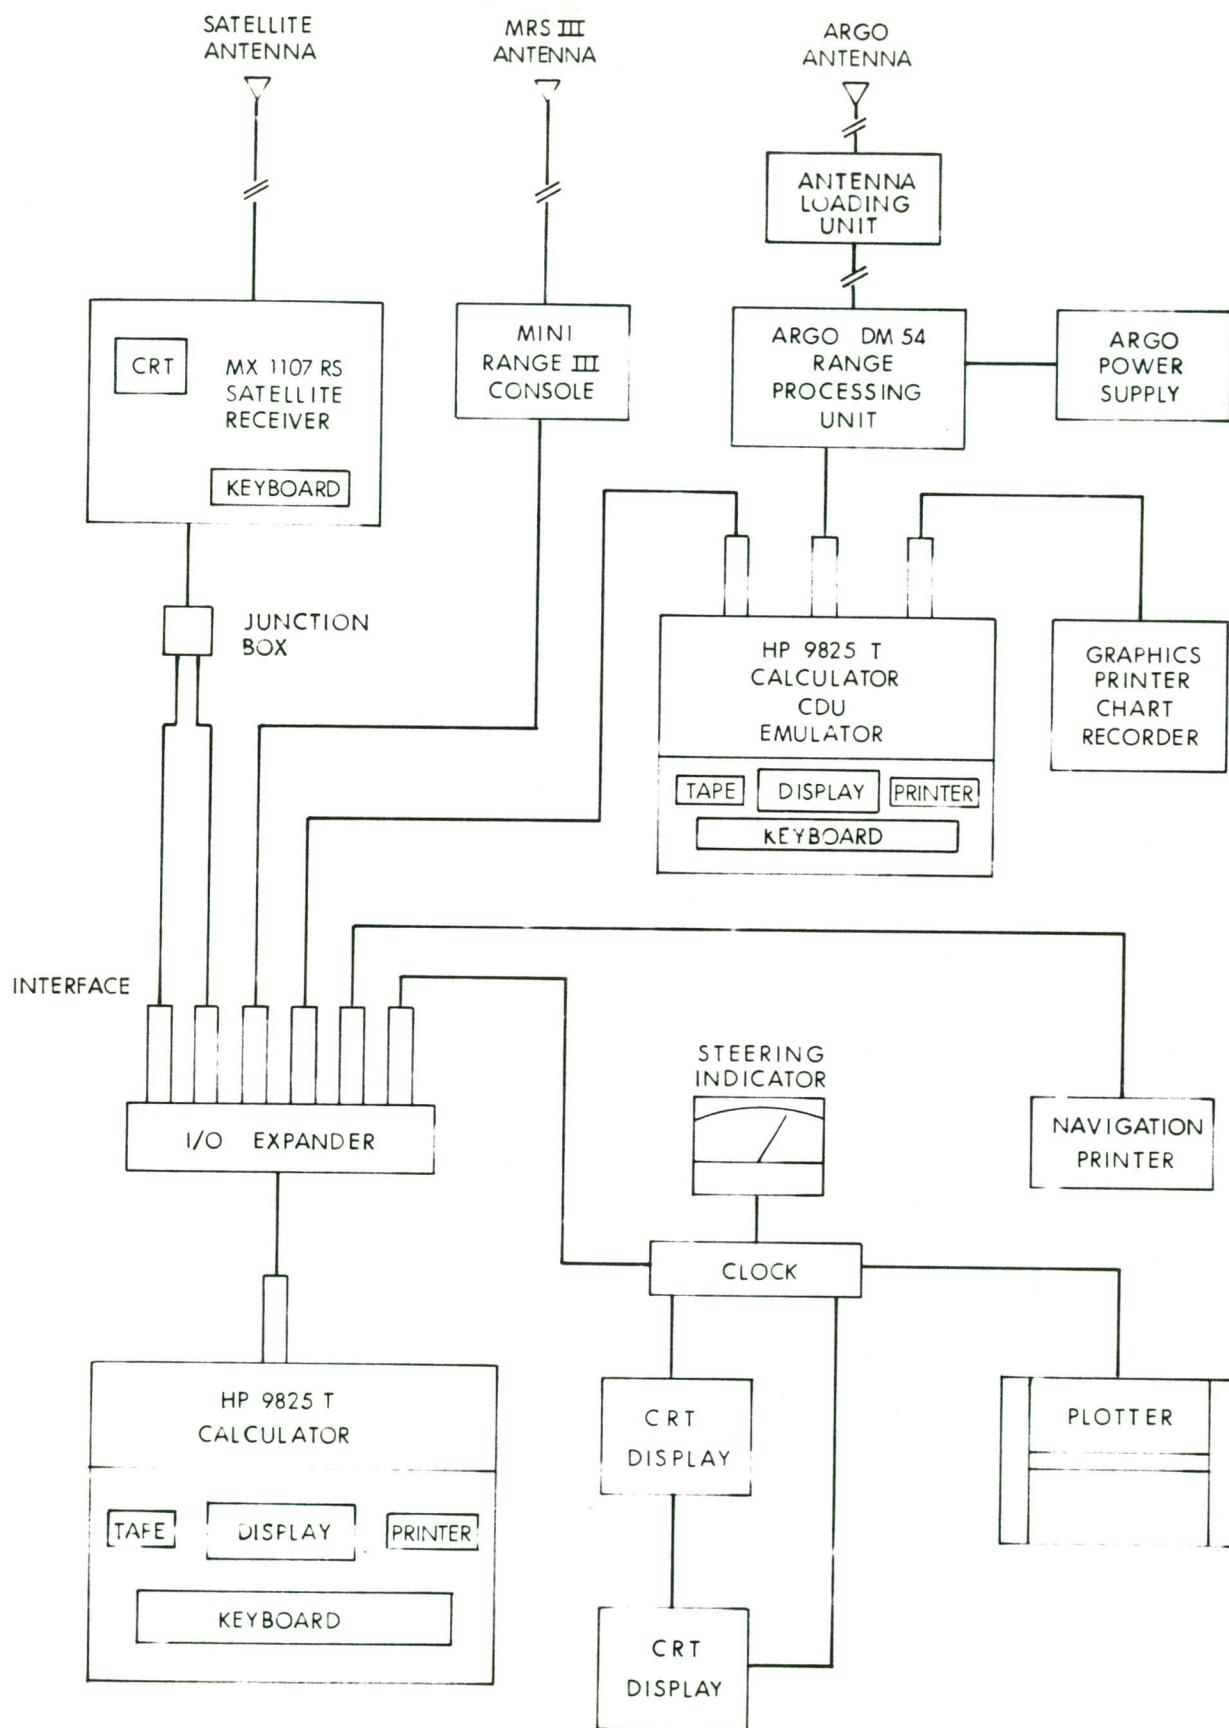 SATELLITE
ANTENNA
MRS III
ANTENNA
ARGO
ANTENNA
ANTENNA
LOADING
UNIT
CRT
MX 1107 RS
SATELLITE
RECEIVER
KEYBOARD
MINI
RANGE III
CONSOLE
ARGO DM 54
RANGE
PROCESSING
UNIT
ARGO
POWER
SUPPLY
JUNCTION
BOX
HP 9825 T
CALCULATOR
CDU
EMULATOR
TAPE
DISPLAY
PRINTER
KEYBOARD
GRAPHICS
PRINTER
CHART
RECORDER
INTERFACE
I/O EXPANDER
STEERING
INDICATOR
NAVIGATION
PRINTER
CLOCK
HP 9825 T
CALCULATOR
TAPE
DISPLAY
PRINTER
KEYBOARD
CRT
DISPLAY
PLOTTER
CRT
DISPLAY